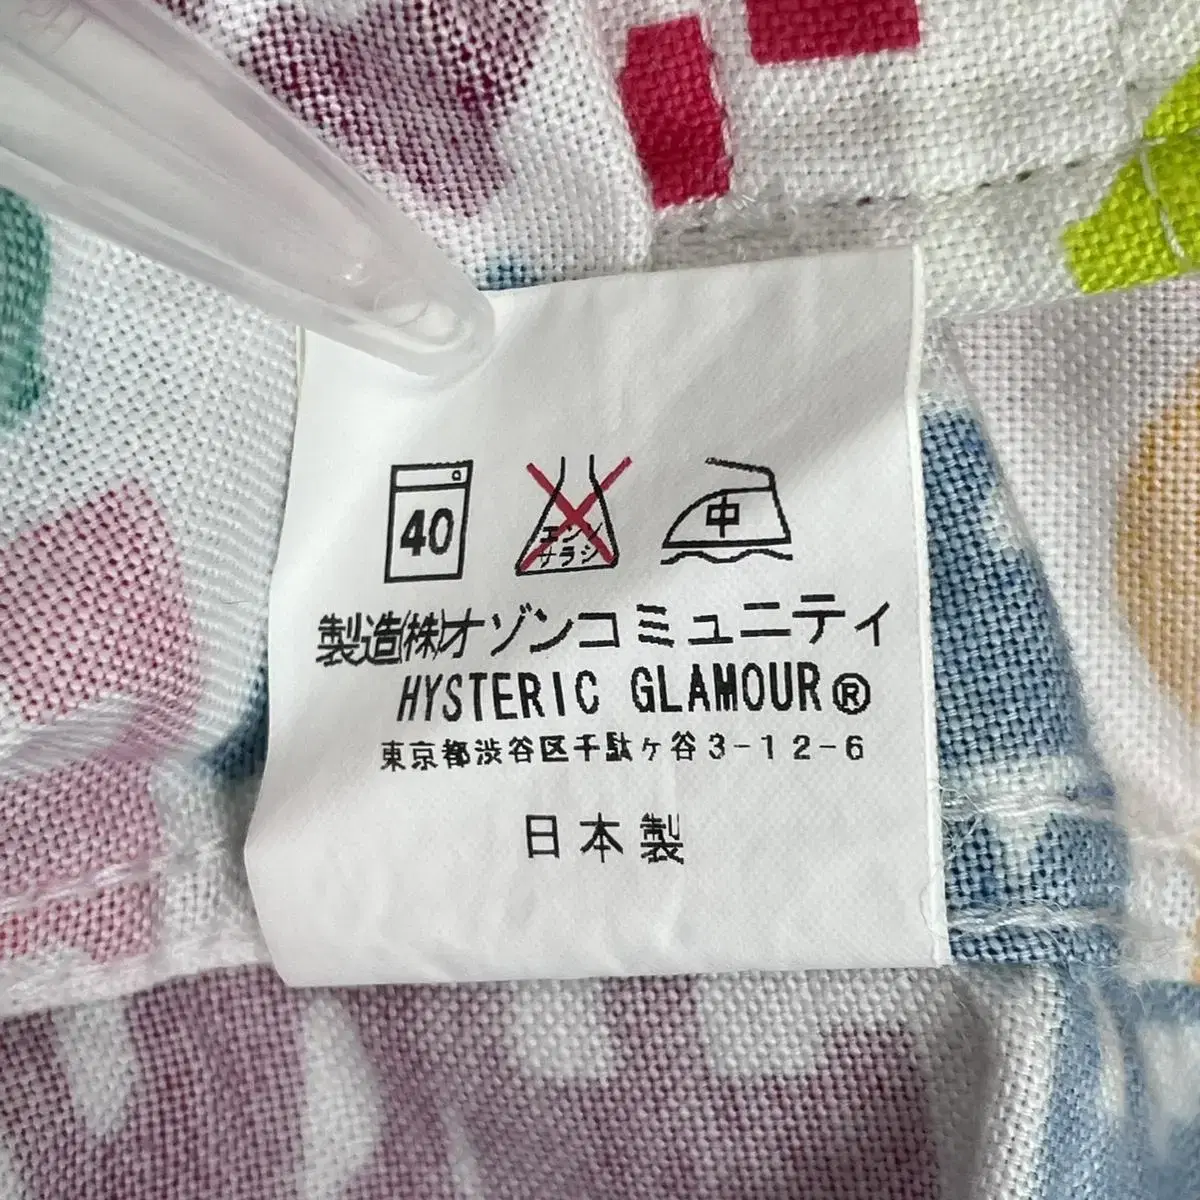 40
エンソ
サラシ
中
製造(株)オゾンコミュニティ
HYSTERIC GLAMOUR®
東京都渋谷区千駄ヶ谷3-12-6
日本製